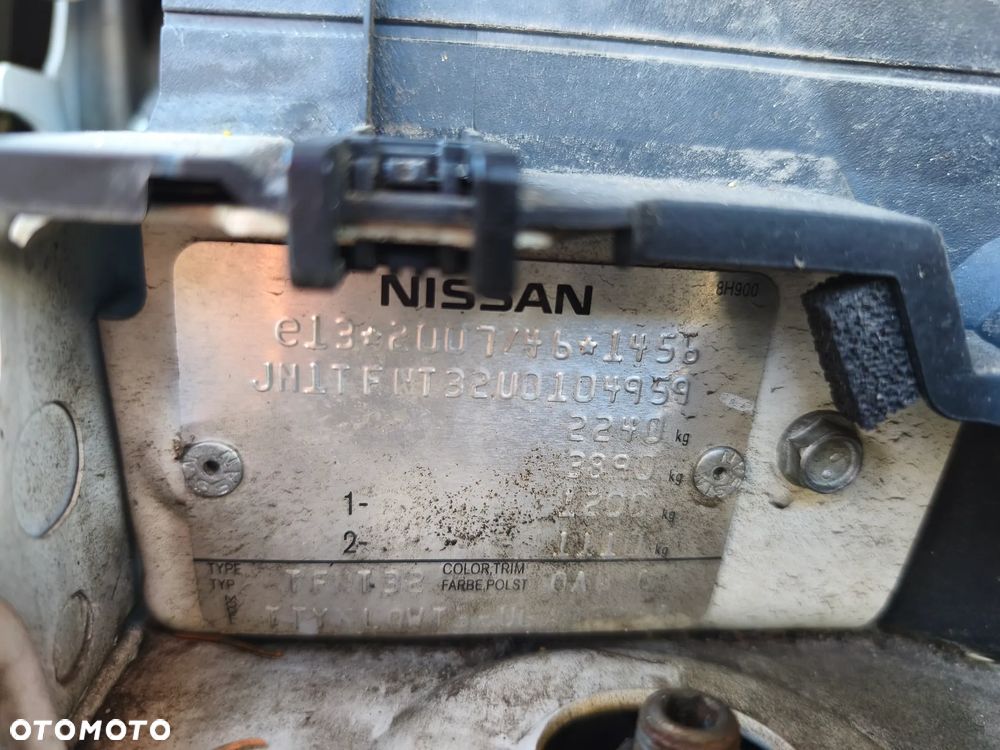 8H900
NISSAN
e13*2007/46*1456
JN1TFNT32U0104959
2240 kg
3890 kg
1- 1200 kg
2- kg
TYPE COLOR,TRIM
TYP FARBE,POLST
OTOMOTO